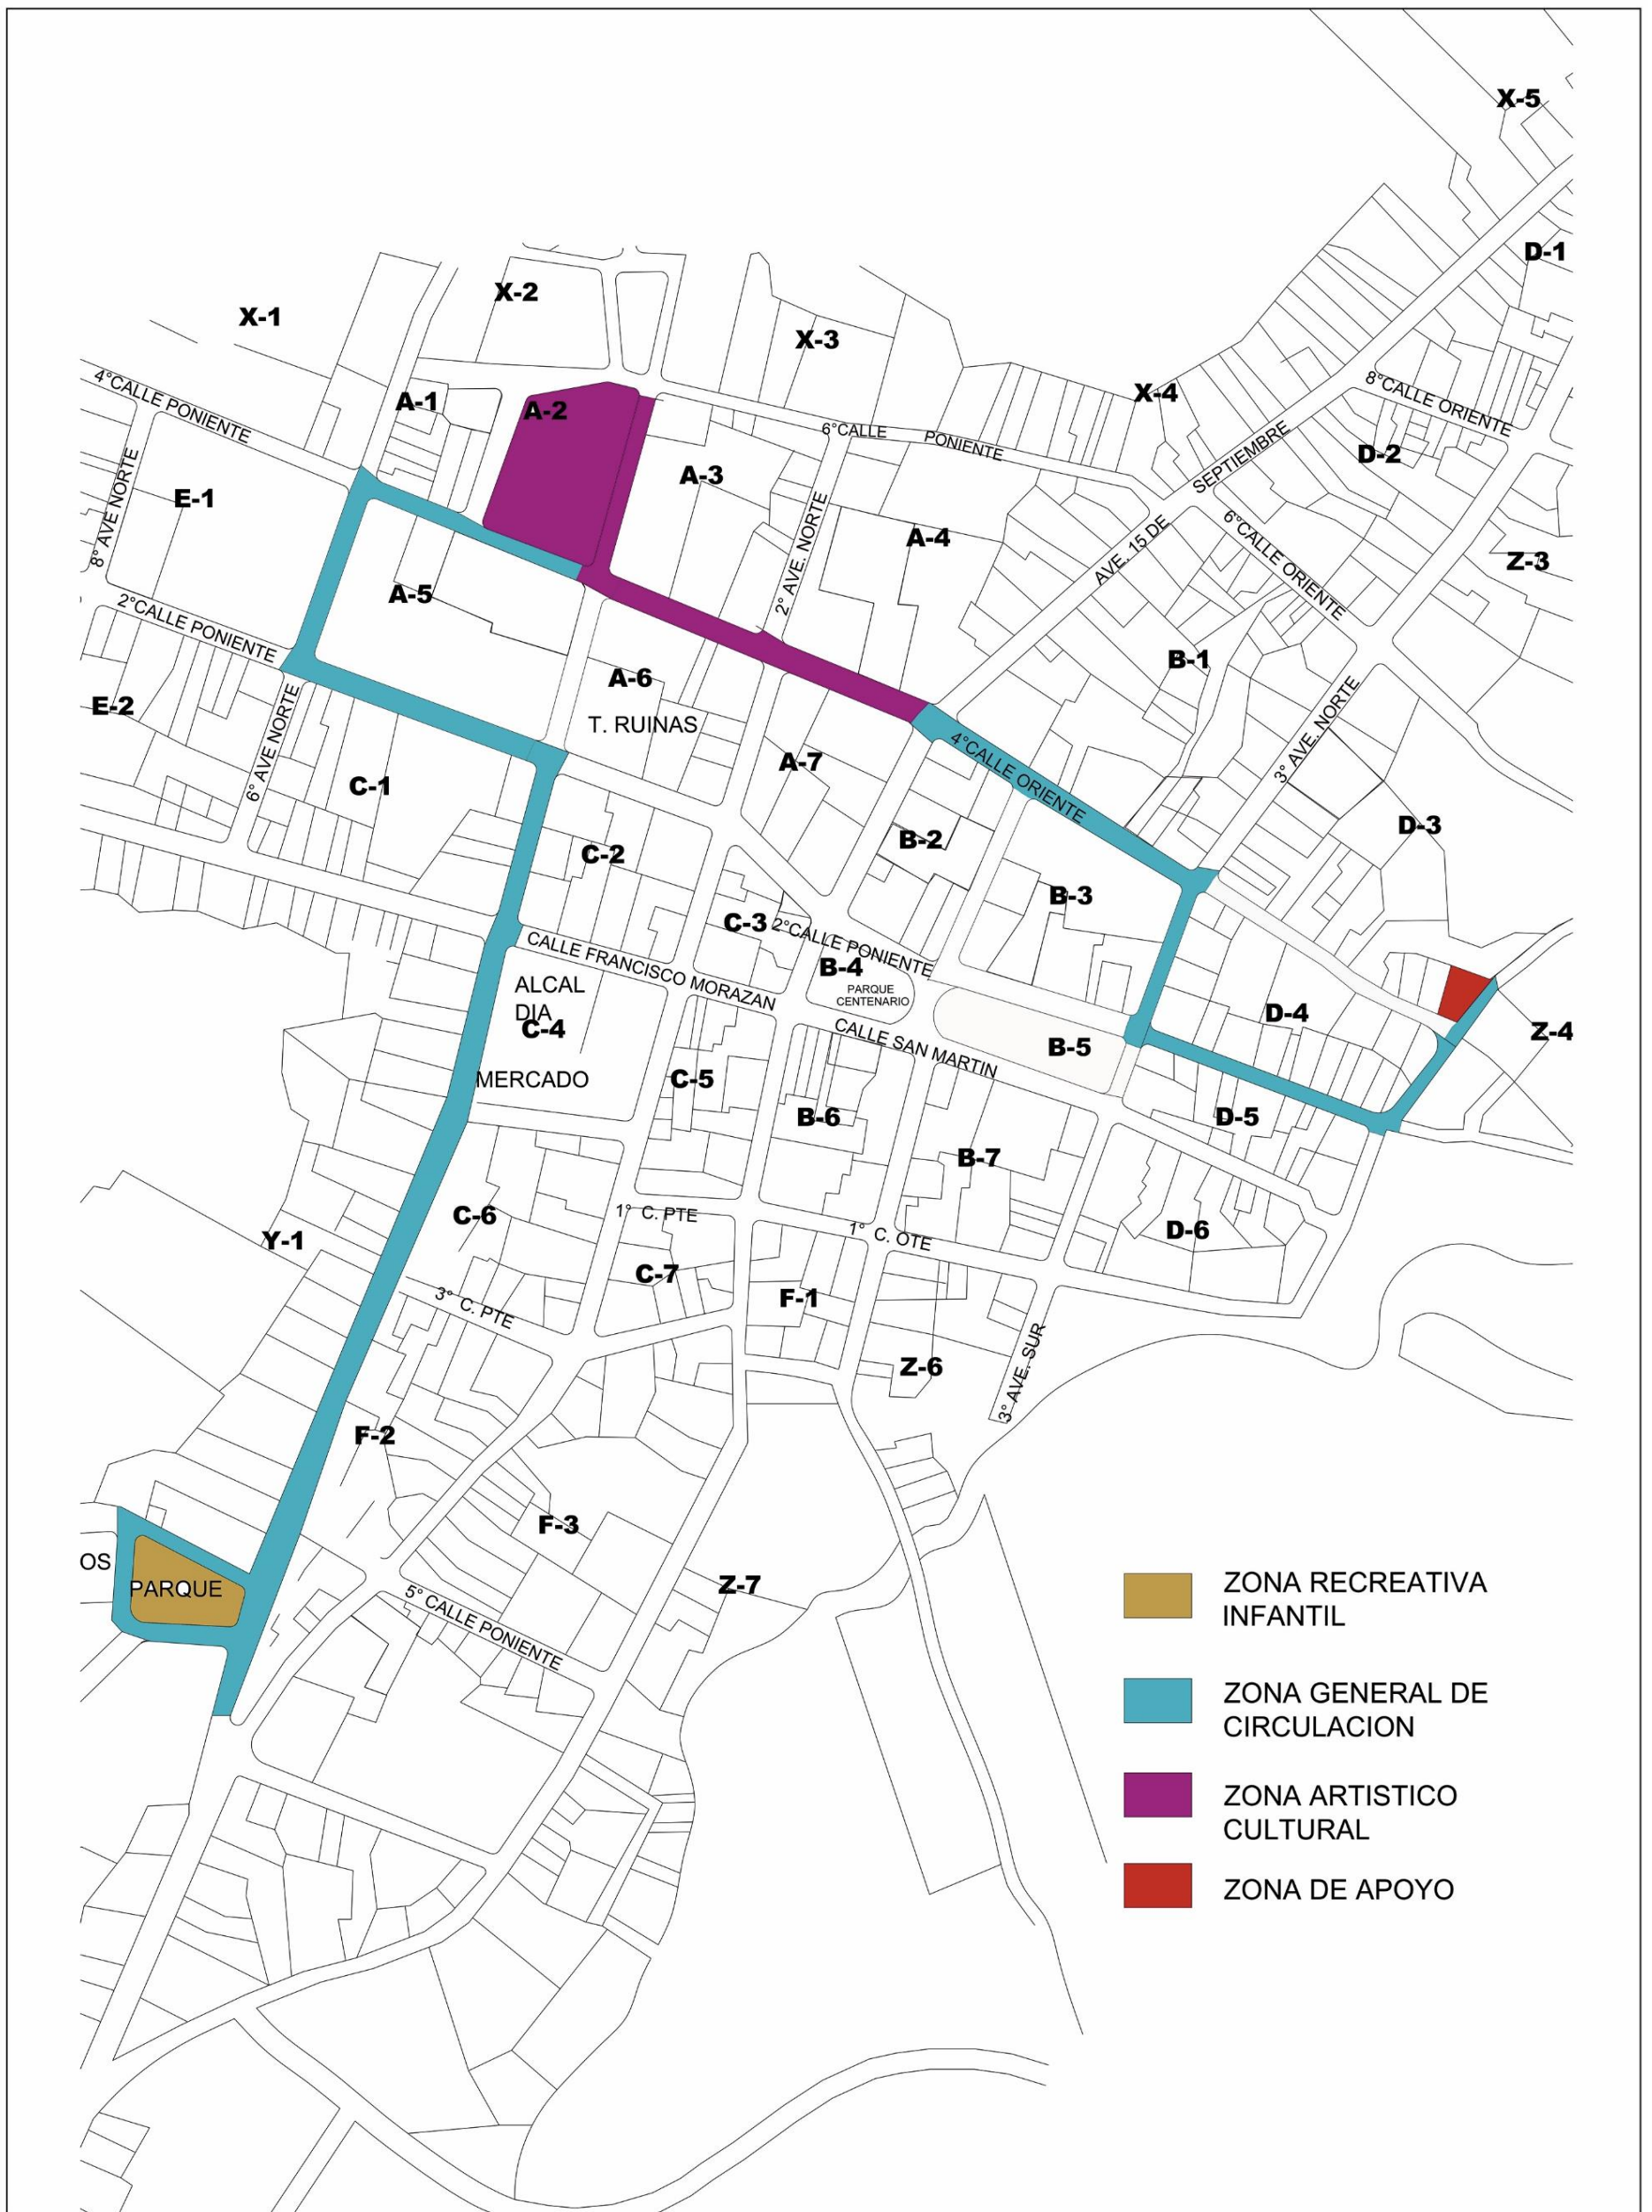 X-5
D-1
X-2
X-1
X-3
4°CALLE PONIENTE
A-1
A-2
X-4
8°CALLE ORIENTE
6°CALLE PONIENTE
SEPTIEMBRE
D-2
A-3
E-1
8° AVE NORTE
2° AVE. NORTE
A-4
AVE. 15 DE
6°CALLE ORIENTE
Z-3
A-5
2°CALLE PONIENTE
B-1
A-6
E-2
T. RUINAS
6° AVE NORTE
3° AVE. NORTE
4°CALLE ORIENTE
A-7
C-1
D-3
B-2
C-2
B-3
C-3
2°CALLE PONIENTE
CALLE FRANCISCO MORAZAN
B-4
PARQUE
CENTENARIO
ALCAL
DIA
C-4
D-4
Z-4
CALLE SAN MARTIN
B-5
MERCADO
C-5
B-6
D-5
B-7
C-6
1° C. PTE
D-6
Y-1
1° C. OTE
C-7
3° C. PTE
F-1
Z-6
3° AVE. SUR
F-2
F-3
OS
PARQUE
Z-7
5° CALLE PONIENTE
ZONA RECREATIVA
INFANTIL
ZONA GENERAL DE
CIRCULACION
ZONA ARTISTICO
CULTURAL
ZONA DE APOYO